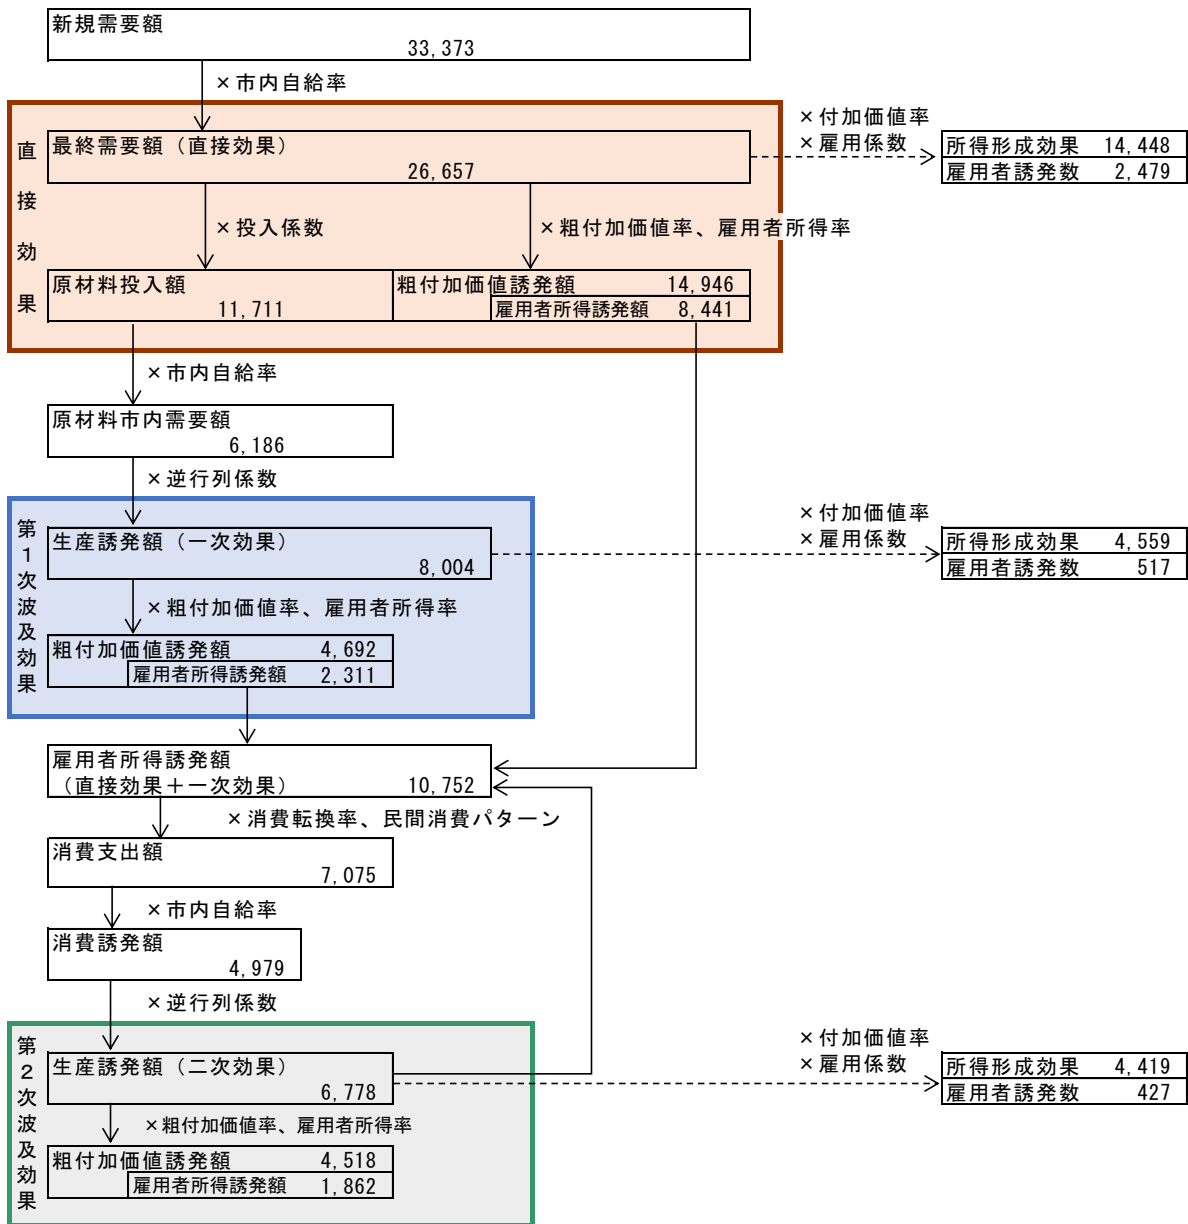 新規需要額
33,373
×市内自給率
直接効果
最終需要額（直接効果）
26,657
×付加価値率
×雇用係数
所得形成効果 14,448
雇用者誘発数 2,479
×投入係数
×粗付加価値率、雇用者所得率
原材料投入額
11,711
粗付加価値誘発額 14,946
雇用者所得誘発額 8,441
×市内自給率
原材料市内需要額
6,186
×逆行列係数
第1次波及効果
生産誘発額（一次効果）
8,004
×付加価値率
×雇用係数
所得形成効果 4,559
雇用者誘発数 517
×粗付加価値率、雇用者所得率
粗付加価値誘発額 4,692
雇用者所得誘発額 2,311
雇用者所得誘発額
（直接効果＋一次効果） 10,752
×消費転換率、民間消費パターン
消費支出額
7,075
×市内自給率
消費誘発額
4,979
×逆行列係数
第2次波及効果
生産誘発額（二次効果）
6,778
×付加価値率
×雇用係数
所得形成効果 4,419
雇用者誘発数 427
×粗付加価値率、雇用者所得率
粗付加価値誘発額 4,518
雇用者所得誘発額 1,862